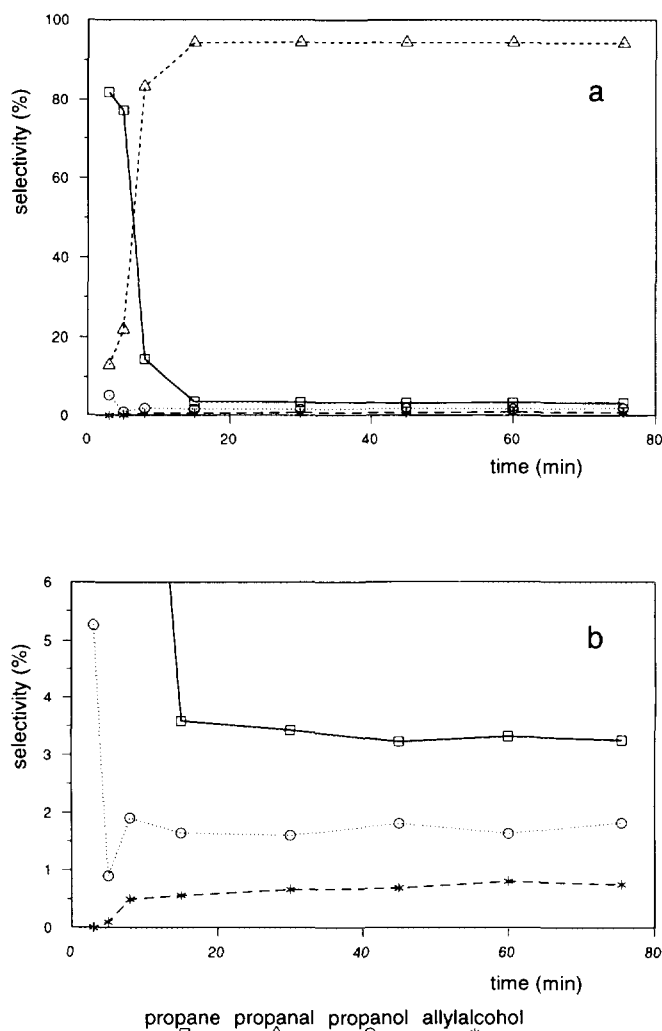 100
80
60
40
20
0
selectivity (%)
a
0 20 40 60 80
time (min)
6
5
4
3
2
1
0
selectivity (%)
b
0 20 40 60 80
time (min)
propane propanal propanol allylalcohol